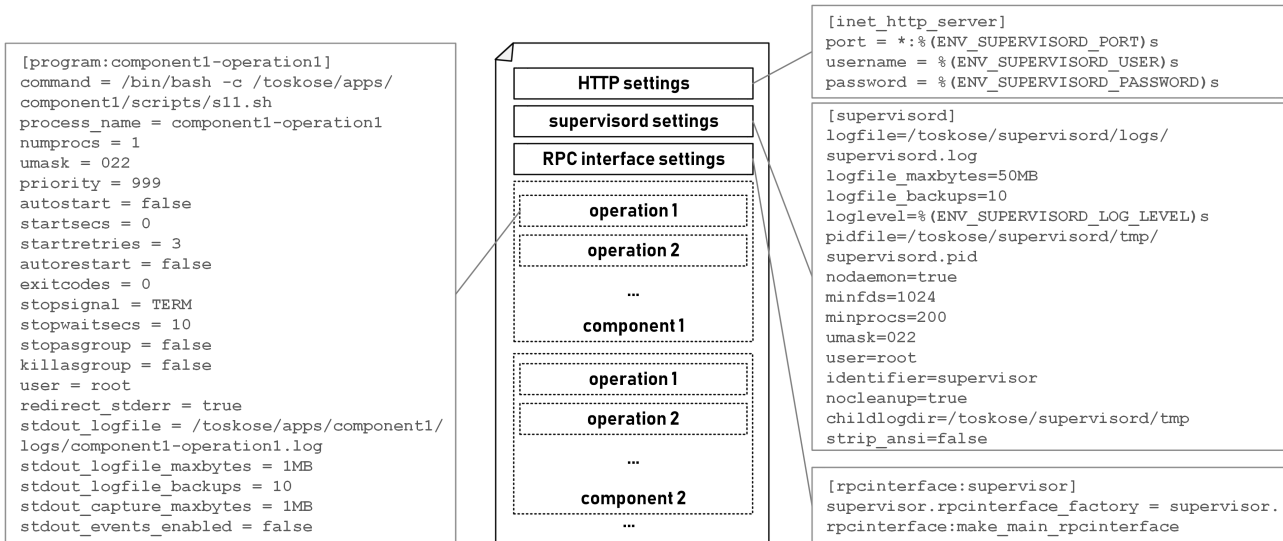 [program:component1-operation1]
command = /bin/bash -c /toskose/apps/
component1/scripts/s11.sh
process_name = component1-operation1
numprocs = 1
umask = 022
priority = 999
autostart = false
startsecs = 0
startretries = 3
autorestart = false
exitcodes = 0
stopsignal = TERM
stopwaitsecs = 10
stopasgroup = false
killasgroup = false
user = root
redirect_stderr = true
stdout_logfile = /toskose/apps/component1/
logs/component1-operation1.log
stdout_logfile_maxbytes = 1MB
stdout_logfile_backups = 10
stdout_capture_maxbytes = 1MB
stdout_events_enabled = false
HTTP settings
supervisord settings
RPC interface settings
operation 1
operation 2
...
component 1
operation 1
operation 2
...
component 2
...
[inet_http_server]
port = *:%(ENV_SUPERVISORD_PORT)s
username = %(ENV_SUPERVISORD_USER)s
password = %(ENV_SUPERVISORD_PASSWORD)s
[supervisord]
logfile=/toskose/supervisord/logs/
supervisord.log
logfile_maxbytes=50MB
logfile_backups=10
loglevel=%(ENV_SUPERVISORD_LOG_LEVEL)s
pidfile=/toskose/supervisord/tmp/
supervisord.pid
nodaemon=true
minfds=1024
minprocs=200
umask=022
user=root
identifier=supervisor
nocleanup=true
childlogdir=/toskose/supervisord/tmp
strip_ansi=false
[rpcinterface:supervisor]
supervisor.rpcinterface_factory = supervisor.
rpcinterface:make_main_rpcinterface